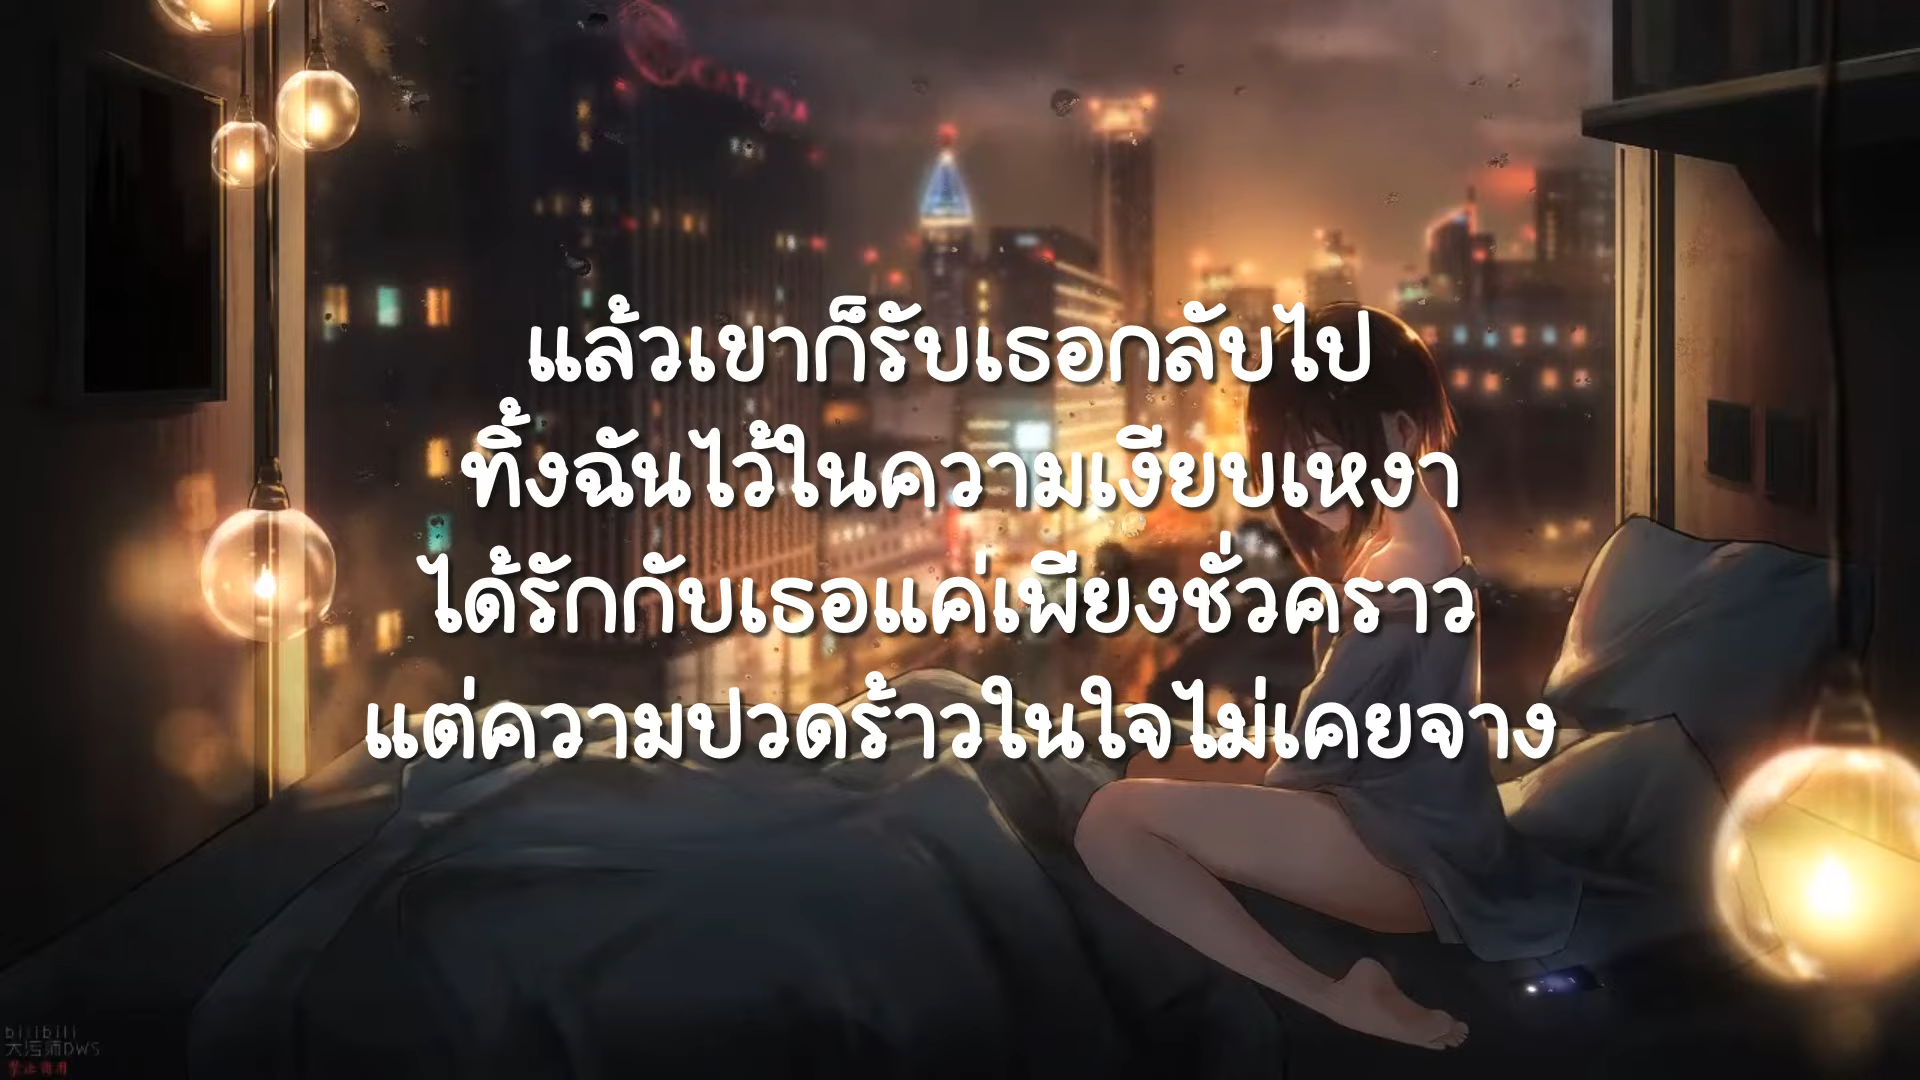 แล้วเขาก็รับเธอกลับไป
ทิ้งฉันไว้ในความเงียบเหงา
ได้รักกับเธอแค่เพียงชั่วคราว
แต่ความปวดร้าวในใจไม่เคยจาง
bilibili